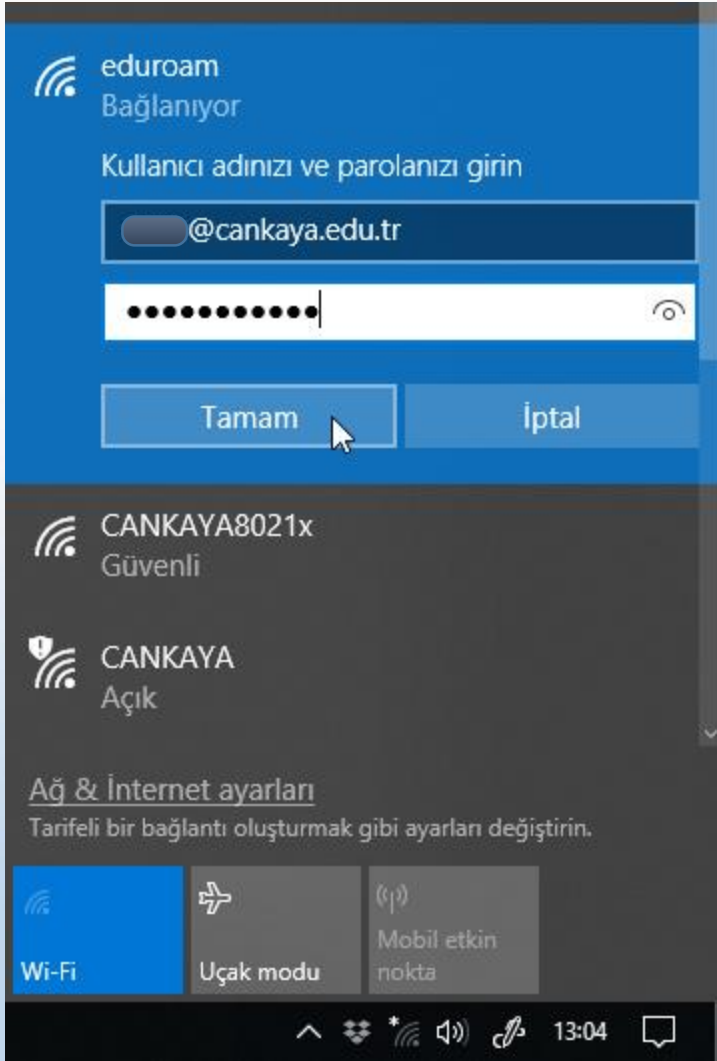 eduroam
Bağlanıyor
Kullanıcı adınızı ve parolanızı girin
@cankaya.edu.tr
Tamam
İptal
CANKAYA8021x
Güvenli
CANKAYA
Açık
Ağ & İnternet ayarları
Tarifeli bir bağlantı oluşturmak gibi ayarları değiştirin.
Wi-Fi
Uçak modu
Mobil etkin
nokta
13:04